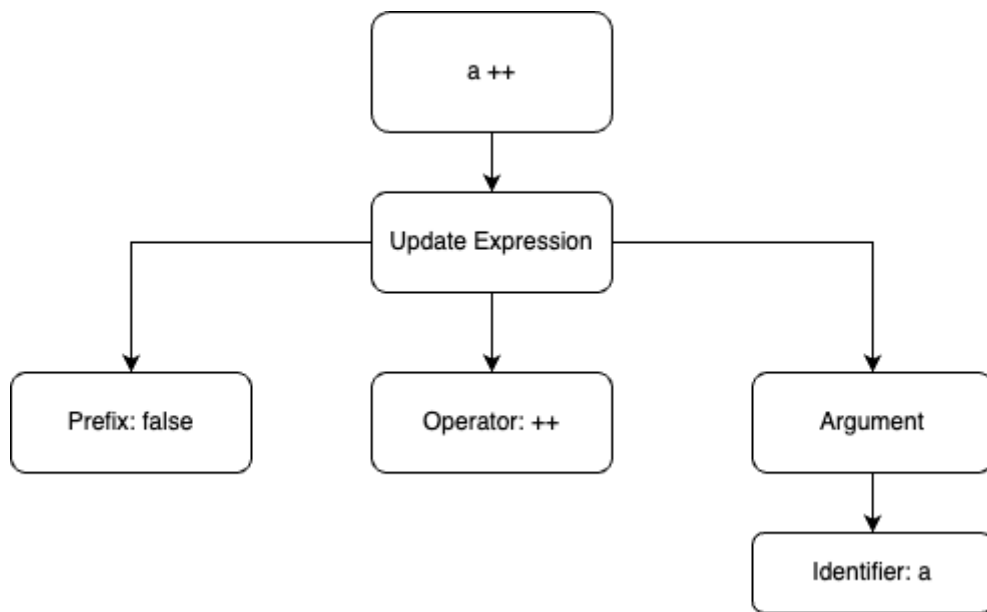 a ++
Update Expression
Prefix: false
Operator: ++
Argument
Identifier: a